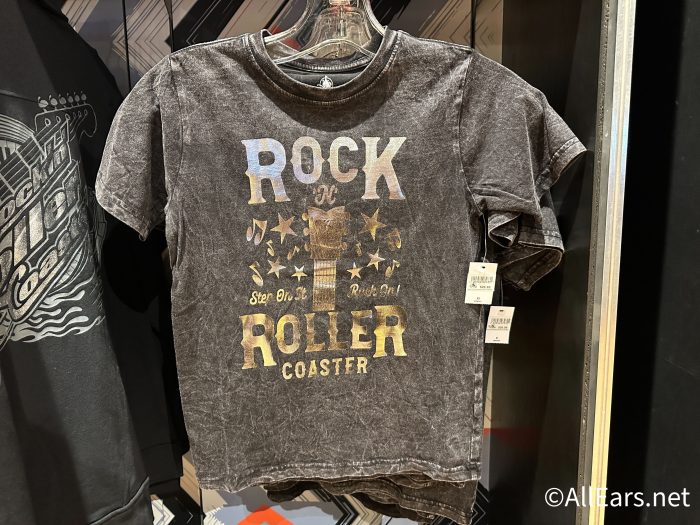 ROCK
'N'
Step On It
Rock On!
ROLLER
COASTER
©AllEars.net